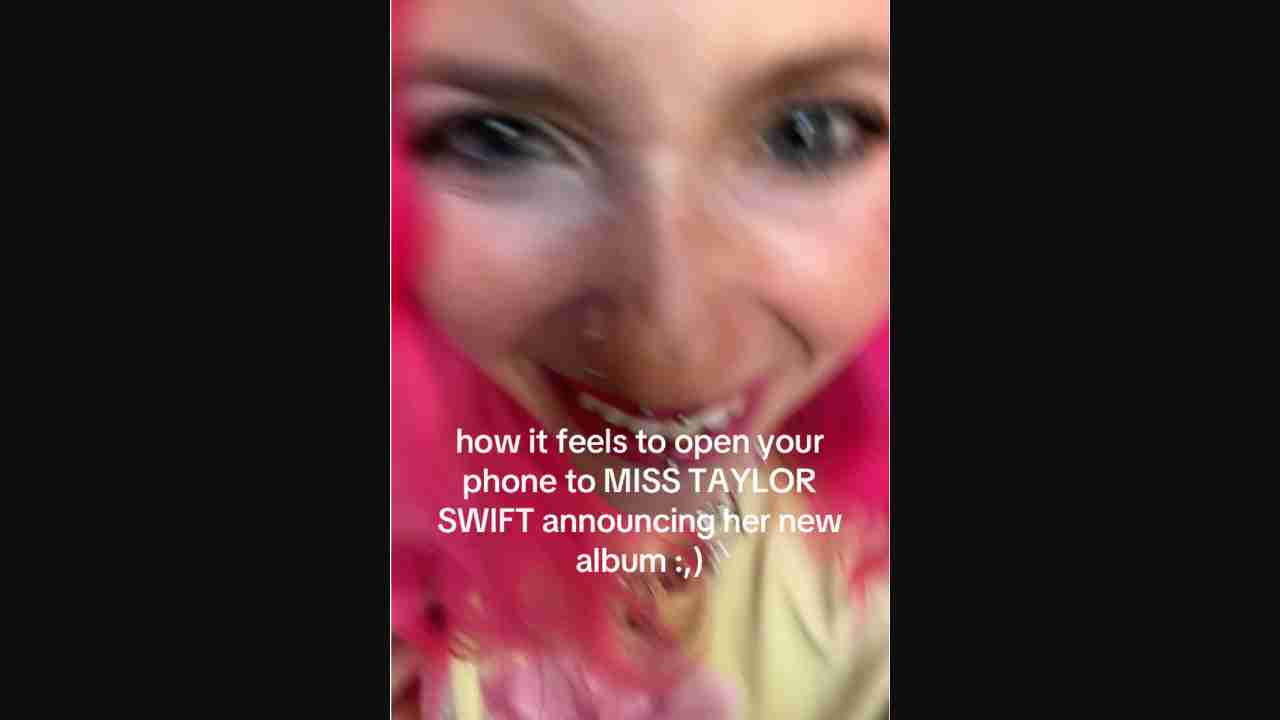 how it feels to open your
phone to MISS TAYLOR
SWIFT announcing her new
album :,)